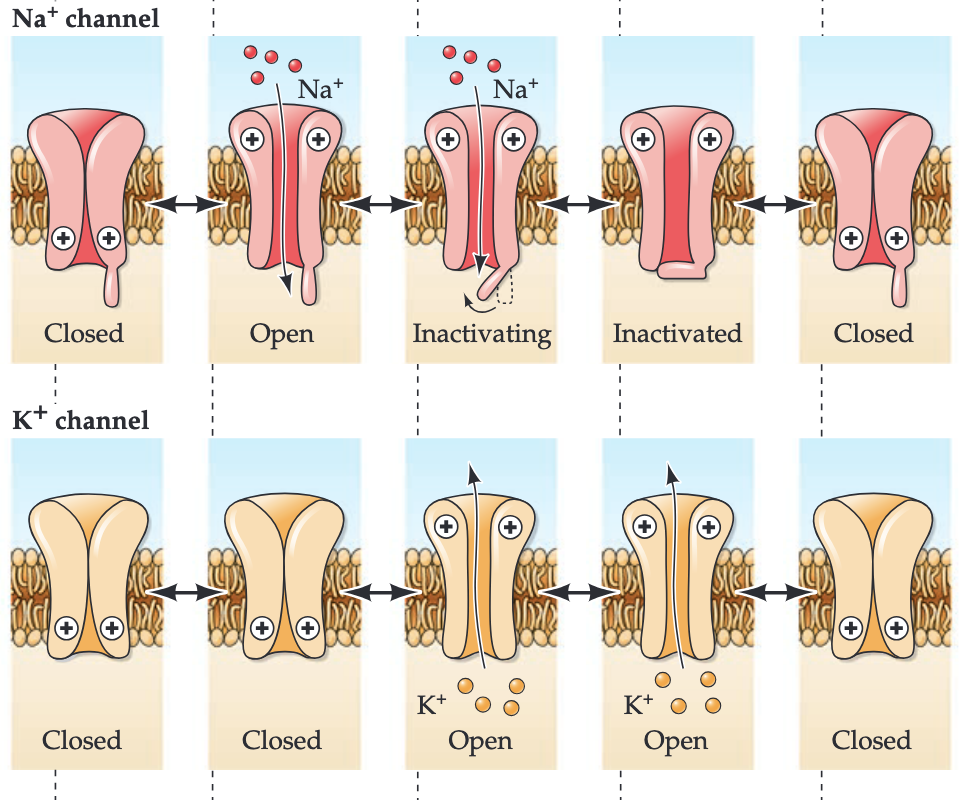 Na⁺ channel
Na⁺ Na⁺
+ + + + + + + + + +
Closed Open Inactivating Inactivated Closed
K⁺ channel
+ + + + + + + + + +
K⁺ K⁺
Closed Closed Open Open Closed